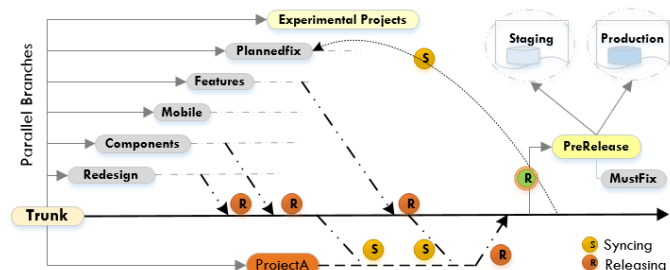 Experimental Projects
Plannedfix
Features
Mobile
Components
Redesign
Parallel Branches
Trunk
ProjectA
R
R
R
R
R
S
S
S
Staging
Production
PreRelease
MustFix
S Syncing
R Releasing